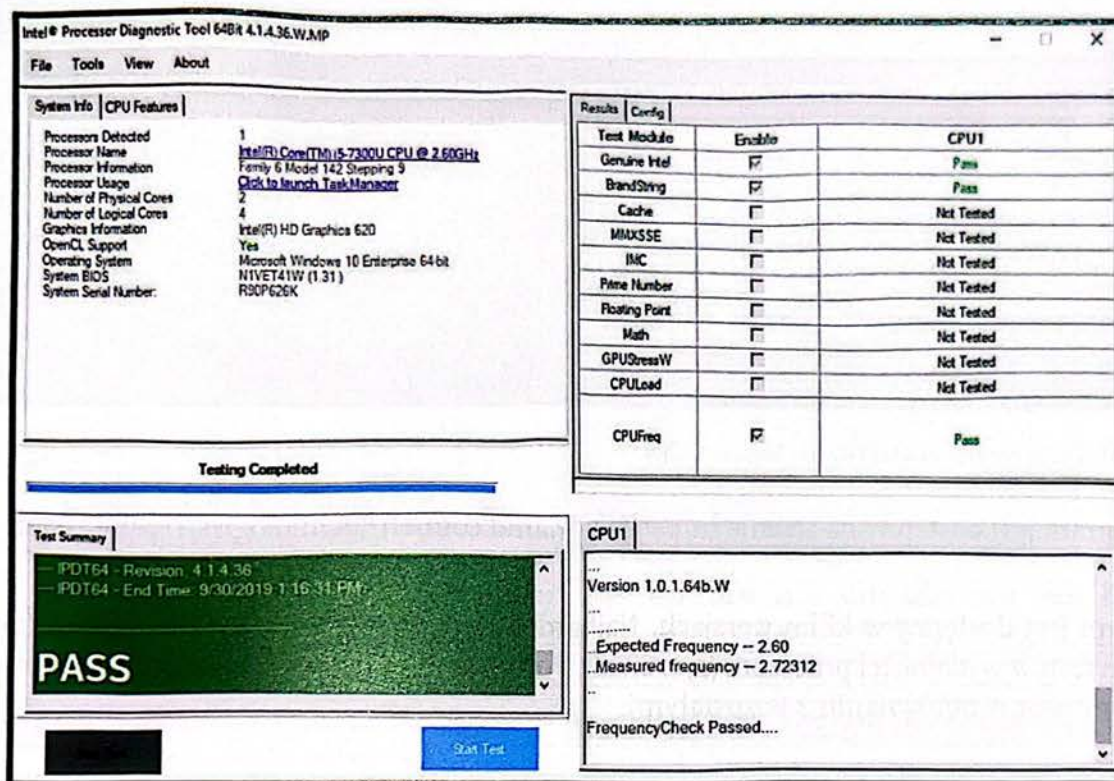 Intel® Processor Diagnostic Tool 64Bit 4.1.4.36.W.MP
File Tools View About
System Info CPU Features
Processors Detected 1
Processor Name Intel(R) Core(TM) i5-7300U CPU @ 2.60GHz
Processor Information Family 6 Model 142 Stepping 9
Processor Usage Click to launch TaskManager
Number of Physical Cores 2
Number of Logical Cores 4
Graphics Information Intel(R) HD Graphics 620
OpenCL Support Yes
Operating System Microsoft Windows 10 Enterprise 64-bit
System BIOS N1VET41W (1.31 )
System Serial Number: R90P626K
Testing Completed
Results Config
Test Module Enable CPU1
Genuine Intel Pass
BrandString Pass
Cache Not Tested
MMXSSE Not Tested
IMC Not Tested
Prime Number Not Tested
Floating Point Not Tested
Math Not Tested
GPUStressW Not Tested
CPULoad Not Tested
CPUFreq Pass
Test Summary
--- IPDT64 - Revision: 4.1.4.36
--- IPDT64 - End Time: 9/30/2019 1:16:31 PM
PASS
Start Test
CPU1
...
Version 1.0.1.64b.W
...
........
..Expected Frequency -- 2.60
..Measured frequency -- 2.72312
..
FrequencyCheck Passed....